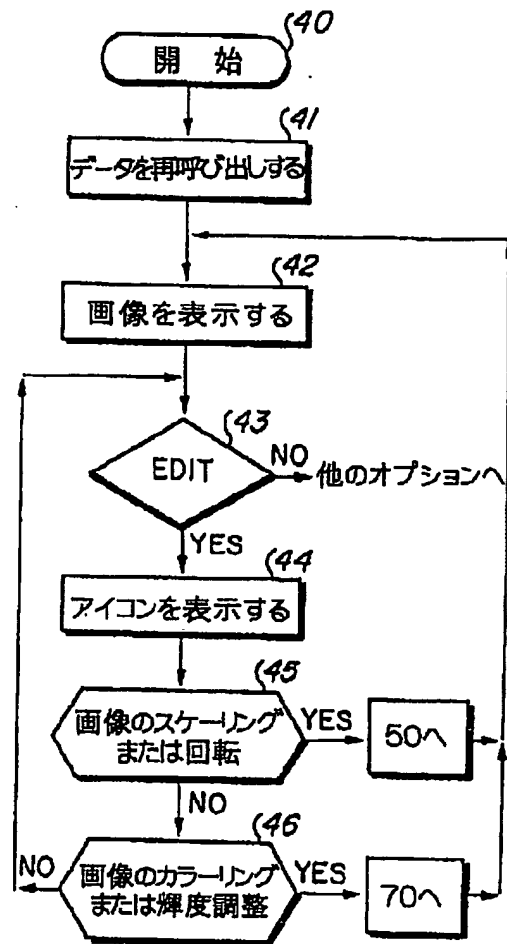 40
開 始
41
データを再呼び出しする
42
画像を表示する
43
EDIT
NO
他のオプションへ
YES
44
アイコンを表示する
45
画像のスケーリング
または回転
YES
50へ
NO
46
画像のカラーリング
または輝度調整
NO
YES
70へ